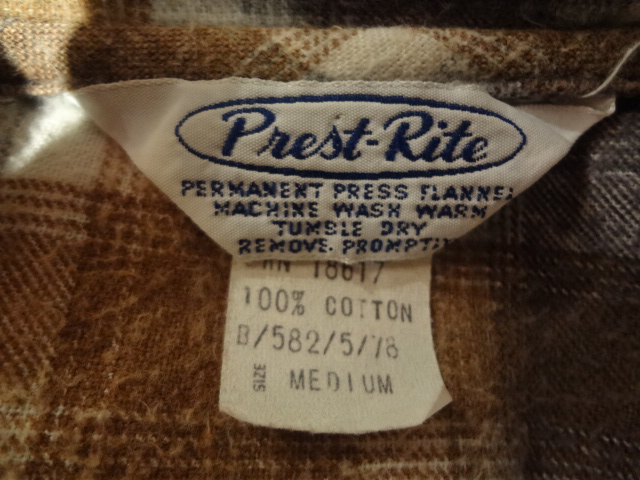 Prest-Rite
PERMANENT PRESS FLANNEL
MACHINE WASH WARM
TUMBLE DRY
REMOVE PROMPTLY
RN 18617
100% COTTON
B/582/5/78
SIZE MEDIUM